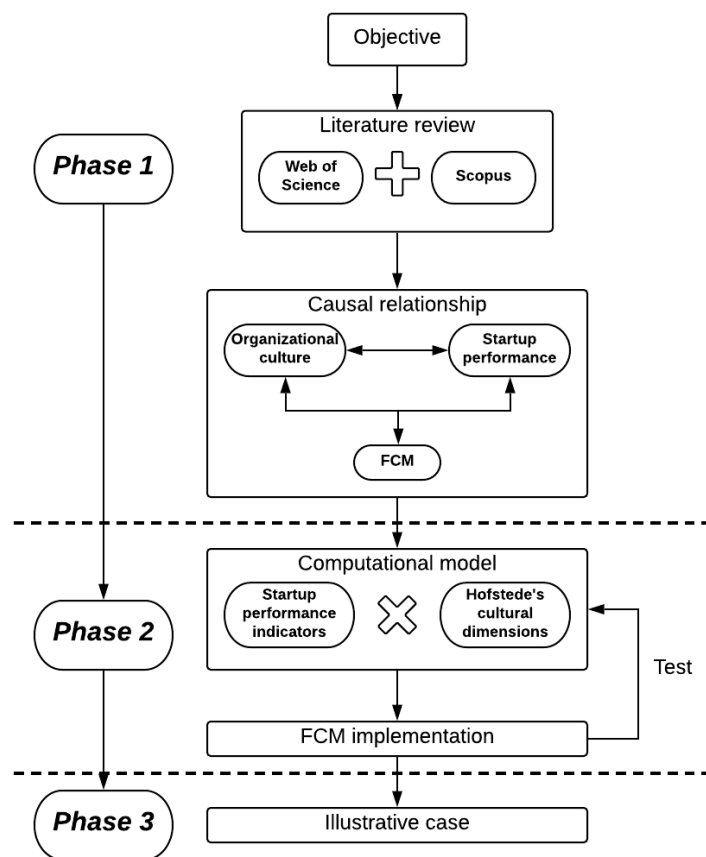 Objective
Literature review
Phase 1
Web of
Science
Scopus
Causal relationship
Organizational
culture
Startup
performance
FCM
Computational model
Phase 2
Startup
performance
indicators
Hofstede's
cultural
dimensions
Test
FCM implementation
Phase 3
Illustrative case